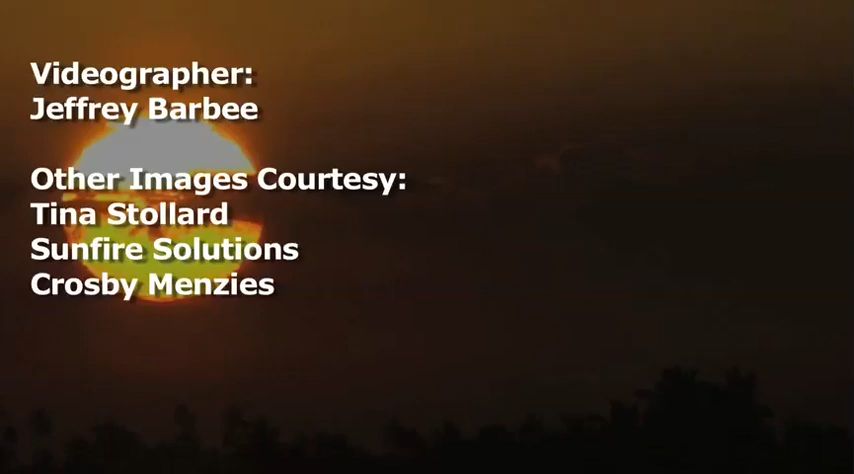 Videographer:
Jeffrey Barbee
Other Images Courtesy:
Tina Stollard
Sunfire Solutions
Crosby Menzies